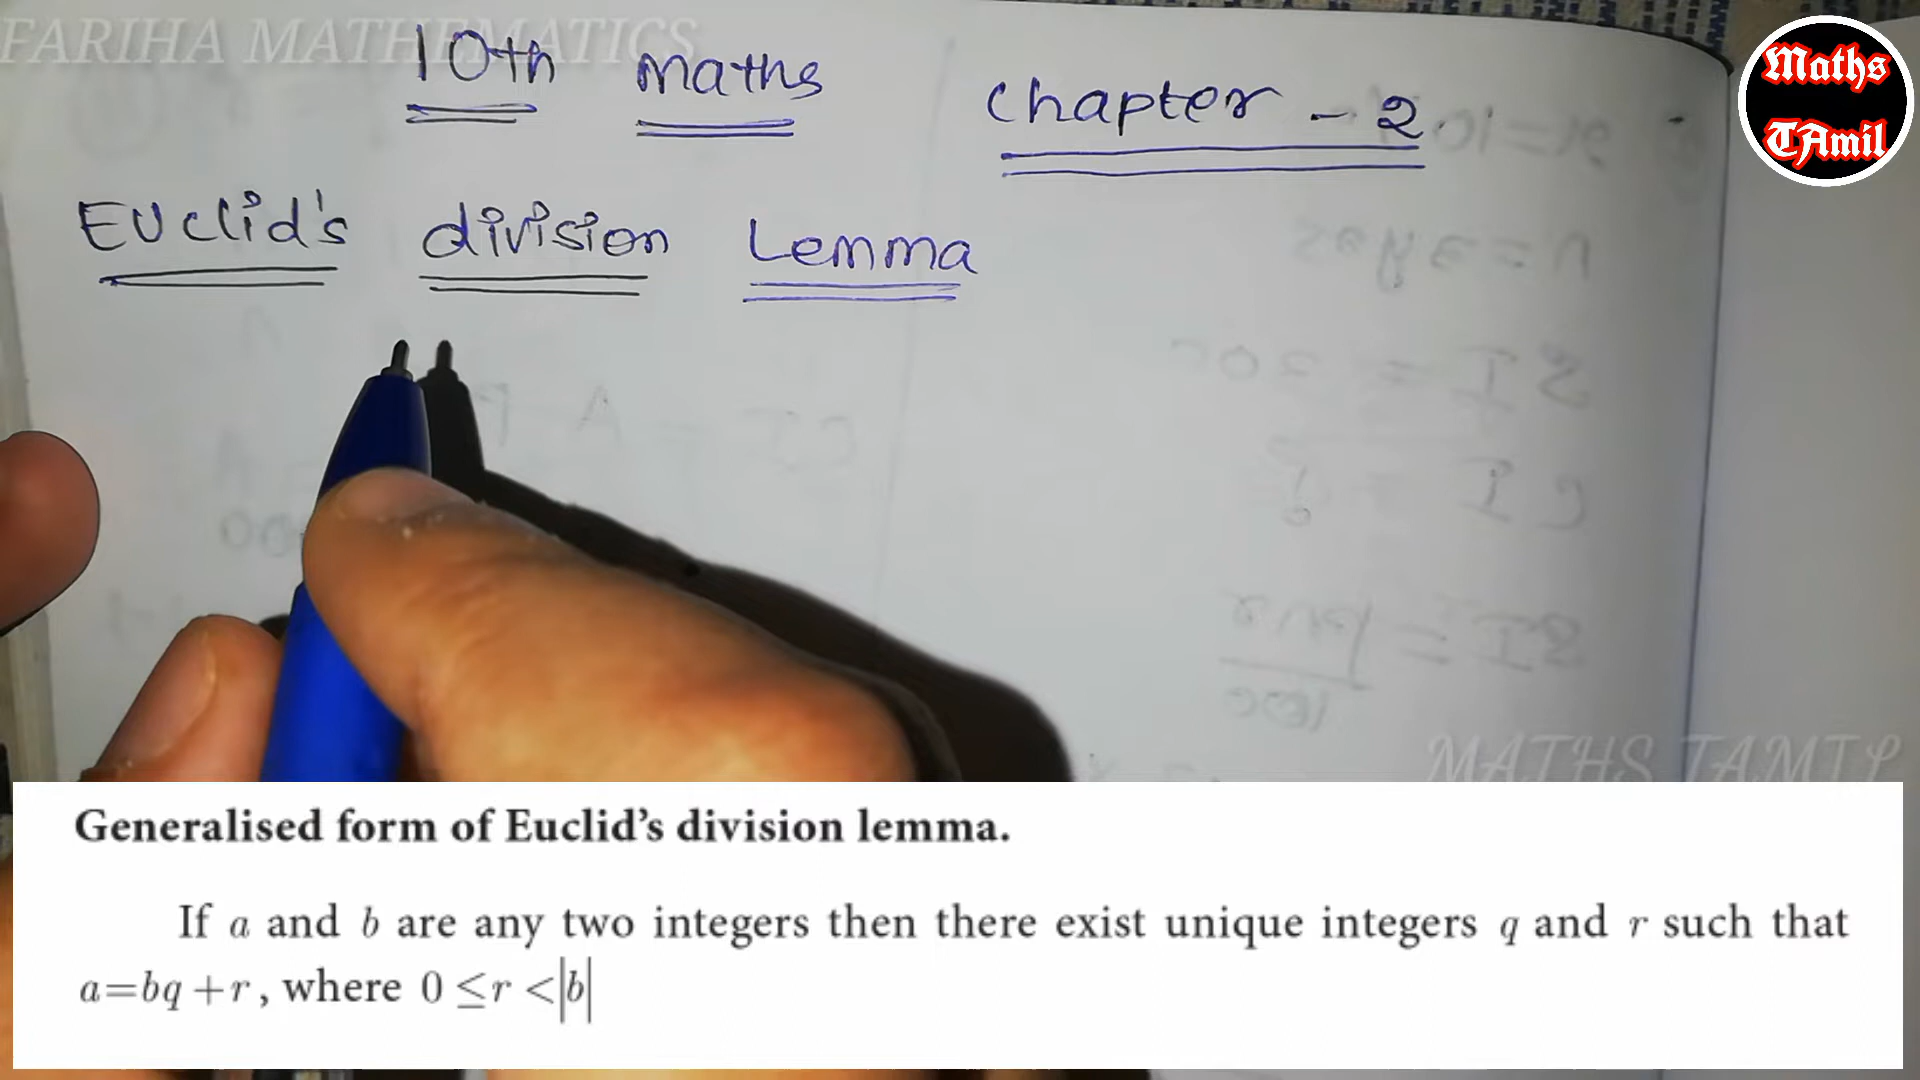 FARIHA MATHEMATICS
10th maths
chapter - 2
Maths
TAmil
Euclid's division Lemma
MATHS TAMIL
Generalised form of Euclid’s division lemma.
If a and b are any two integers then there exist unique integers q and r such that
a=bq +r, where 0 ≤r <|b|